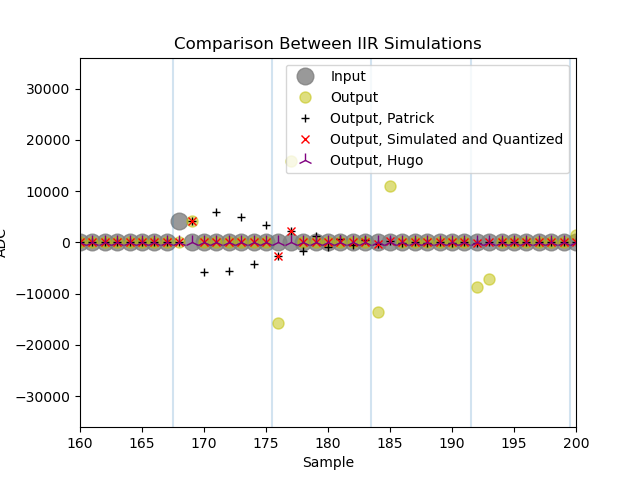 Comparison Between IIR Simulations
30000
20000
10000
0
−10000
−20000
−30000
ADC
Input
Output
Output, Patrick
Output, Simulated and Quantized
Output, Hugo
160 165 170 175 180 185 190 195 200
Sample